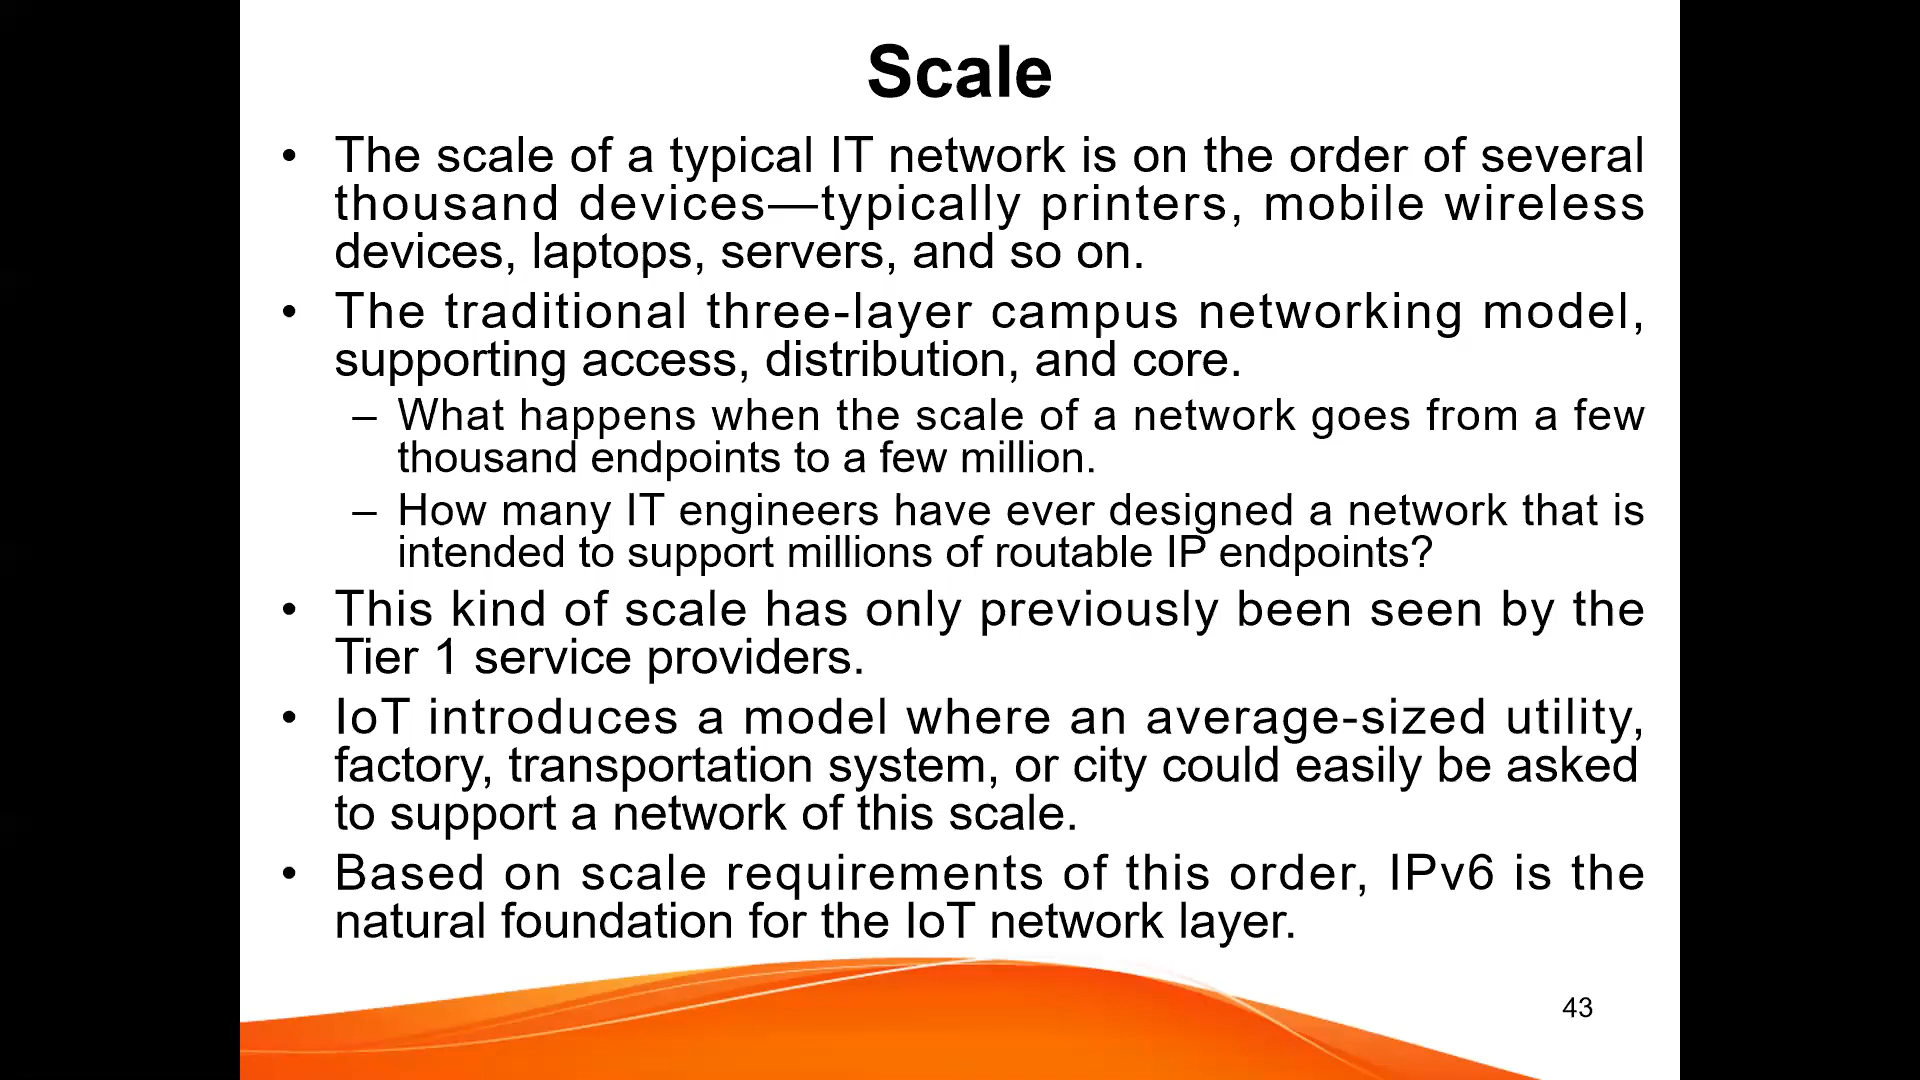 Scale
• The scale of a typical IT network is on the order of several
thousand devices—typically printers, mobile wireless
devices, laptops, servers, and so on.
• The traditional three-layer campus networking model,
supporting access, distribution, and core.
– What happens when the scale of a network goes from a few
thousand endpoints to a few million.
– How many IT engineers have ever designed a network that is
intended to support millions of routable IP endpoints?
• This kind of scale has only previously been seen by the
Tier 1 service providers.
• IoT introduces a model where an average-sized utility,
factory, transportation system, or city could easily be asked
to support a network of this scale.
• Based on scale requirements of this order, IPv6 is the
natural foundation for the IoT network layer.
43